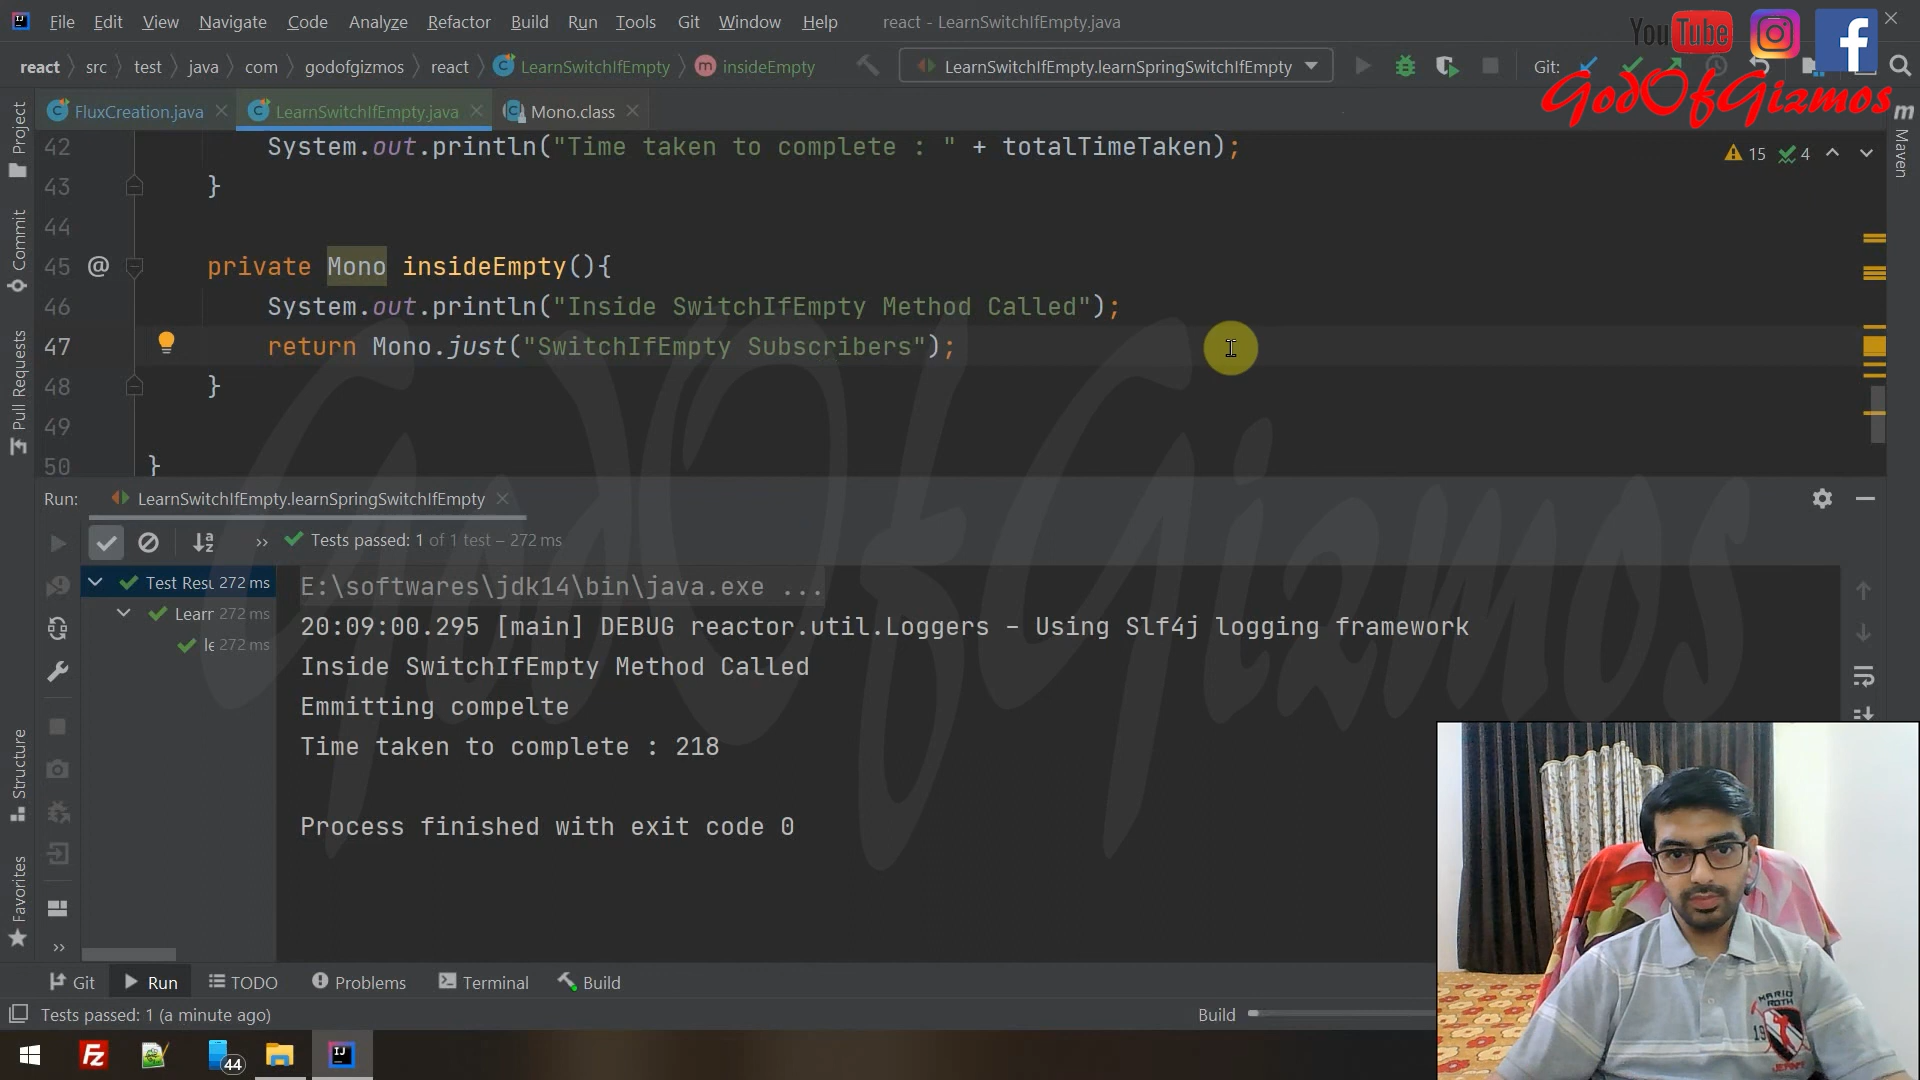 File Edit View Navigate Code Analyze Refactor Build Run Tools Git Window Help react - LearnSwitchIfEmpty.java
YouTube
GodOfGizmos
react src test java com godofgizmos react LearnSwitchIfEmpty insideEmpty LearnSwitchIfEmpty.learnSpringSwitchIfEmpty Git:
FluxCreation.java LearnSwitchIfEmpty.java Mono.class
15 4
42 System.out.println("Time taken to complete : " + totalTimeTaken);
43 }
44
45 @ private Mono insideEmpty(){
46 System.out.println("Inside SwitchIfEmpty Method Called");
47 return Mono.just("SwitchIfEmpty Subscribers");
48 }
49
50 }
Project
Commit
Pull Requests
Structure
Favorites
Maven
Run: LearnSwitchIfEmpty.learnSpringSwitchIfEmpty
Tests passed: 1 of 1 test – 272 ms
Test Resu 272 ms
Learn 272 ms
le 272 ms
E:\softwares\jdk14\bin\java.exe ...
20:09:00.295 [main] DEBUG reactor.util.Loggers - Using Slf4j logging framework
Inside SwitchIfEmpty Method Called
Emmitting compelte
Time taken to complete : 218
Process finished with exit code 0
GodOfGizmos
Git Run TODO Problems Terminal Build
Tests passed: 1 (a minute ago) Build
44